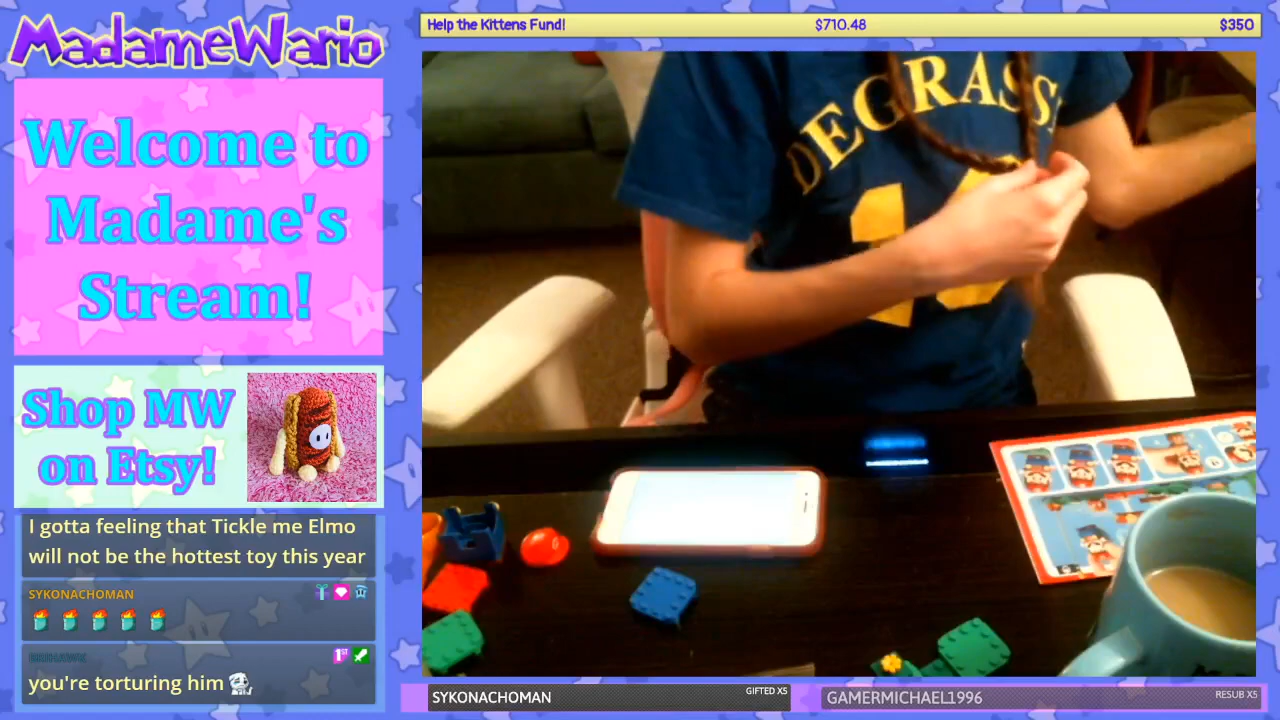 MadameWario
Help the Kittens Fund!
$710.48
$350
Welcome to
Madame's
Stream!
DEGRASS
Shop MW
on Etsy!
I gotta feeling that Tickle me Elmo
will not be the hottest toy this year
SYKONACHOMAN
1ST
you're torturing him
SYKONACHOMAN
GIFTED X5
GAMERMICHAEL1996
RESUB X5